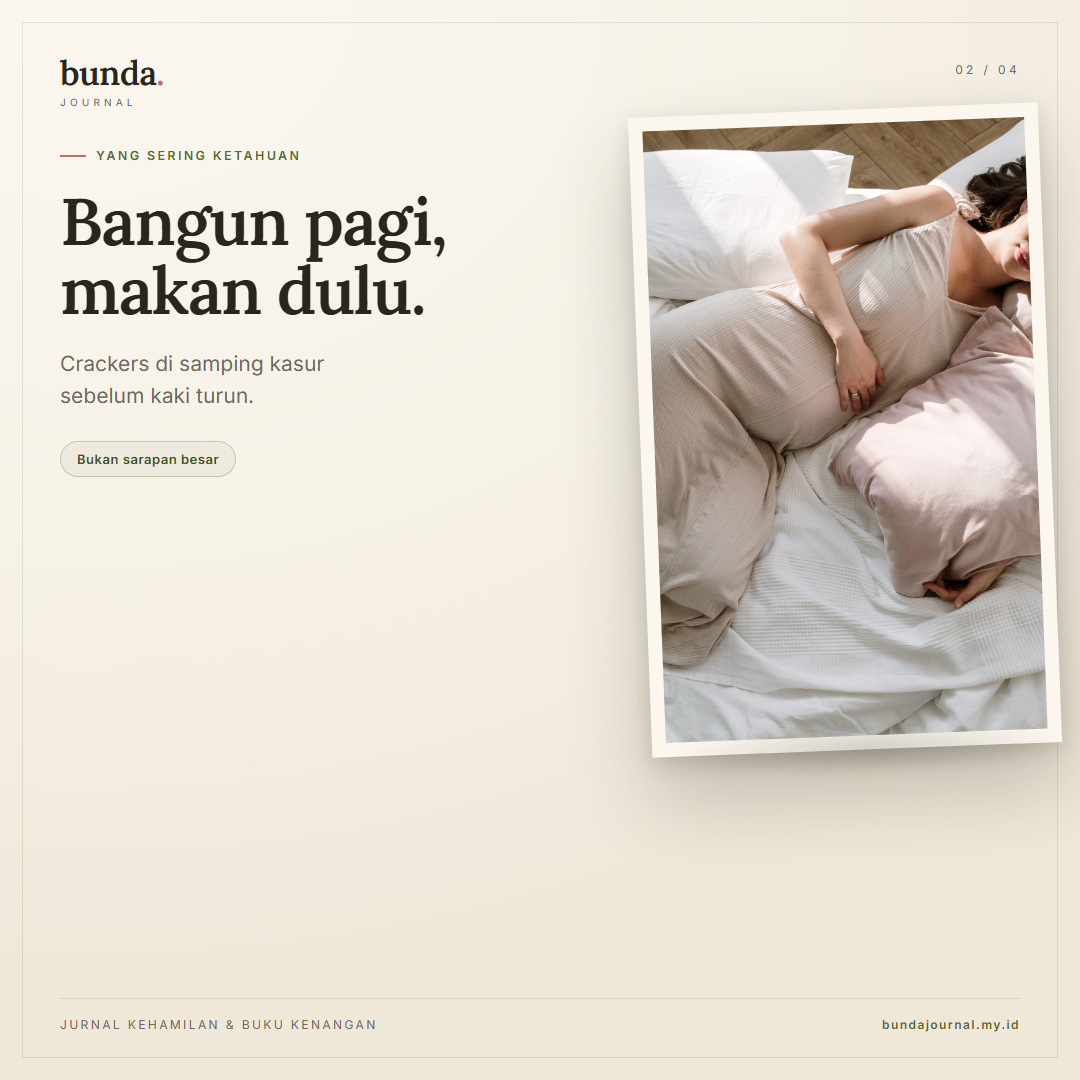 bunda.
JOURNAL
02 / 04
YANG SERING KETAHUAN
Bangun pagi,
makan dulu.
Crackers di samping kasur
sebelum kaki turun.
Bukan sarapan besar
JURNAL KEHAMILAN & BUKU KENANGAN
bundajournal.my.id